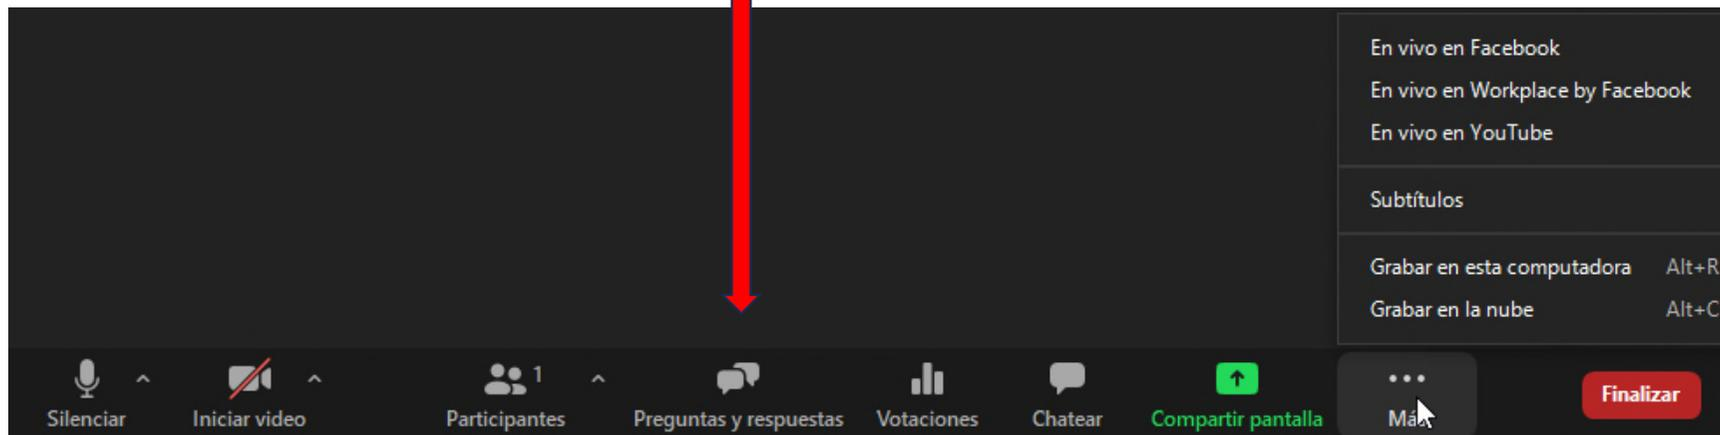 En vivo en Facebook
En vivo en Workplace by Facebook
En vivo en YouTube
Subtítulos
Grabar en esta computadora Alt+R
Grabar en la nube Alt+C
1
Silenciar Iniciar video Participantes Preguntas y respuestas Votaciones Chatear Compartir pantalla Finalizar